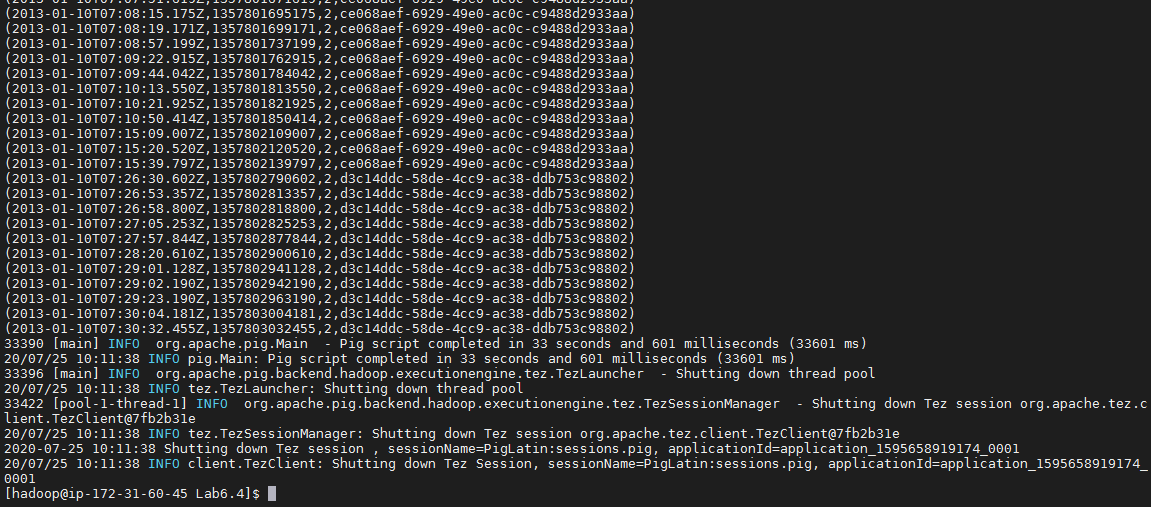 (2013-01-10T07:08:15.175Z,1357801695175,2,ce068aef-6929-49e0-ac0c-c9488d2933aa)
(2013-01-10T07:08:19.171Z,1357801699171,2,ce068aef-6929-49e0-ac0c-c9488d2933aa)
(2013-01-10T07:08:57.199Z,1357801737199,2,ce068aef-6929-49e0-ac0c-c9488d2933aa)
(2013-01-10T07:09:22.915Z,1357801762915,2,ce068aef-6929-49e0-ac0c-c9488d2933aa)
(2013-01-10T07:09:44.042Z,1357801784042,2,ce068aef-6929-49e0-ac0c-c9488d2933aa)
(2013-01-10T07:10:13.550Z,1357801813550,2,ce068aef-6929-49e0-ac0c-c9488d2933aa)
(2013-01-10T07:10:21.925Z,1357801821925,2,ce068aef-6929-49e0-ac0c-c9488d2933aa)
(2013-01-10T07:10:50.414Z,1357801850414,2,ce068aef-6929-49e0-ac0c-c9488d2933aa)
(2013-01-10T07:15:09.007Z,1357802109007,2,ce068aef-6929-49e0-ac0c-c9488d2933aa)
(2013-01-10T07:15:20.520Z,1357802120520,2,ce068aef-6929-49e0-ac0c-c9488d2933aa)
(2013-01-10T07:15:39.797Z,1357802139797,2,ce068aef-6929-49e0-ac0c-c9488d2933aa)
(2013-01-10T07:26:30.602Z,1357802790602,2,d3c14ddc-58de-4cc9-ac38-ddb753c98802)
(2013-01-10T07:26:53.357Z,1357802813357,2,d3c14ddc-58de-4cc9-ac38-ddb753c98802)
(2013-01-10T07:26:58.800Z,1357802818800,2,d3c14ddc-58de-4cc9-ac38-ddb753c98802)
(2013-01-10T07:27:05.253Z,1357802825253,2,d3c14ddc-58de-4cc9-ac38-ddb753c98802)
(2013-01-10T07:27:57.844Z,1357802877844,2,d3c14ddc-58de-4cc9-ac38-ddb753c98802)
(2013-01-10T07:28:20.610Z,1357802900610,2,d3c14ddc-58de-4cc9-ac38-ddb753c98802)
(2013-01-10T07:29:01.128Z,1357802941128,2,d3c14ddc-58de-4cc9-ac38-ddb753c98802)
(2013-01-10T07:29:02.190Z,1357802942190,2,d3c14ddc-58de-4cc9-ac38-ddb753c98802)
(2013-01-10T07:29:23.190Z,1357802963190,2,d3c14ddc-58de-4cc9-ac38-ddb753c98802)
(2013-01-10T07:30:04.181Z,1357803004181,2,d3c14ddc-58de-4cc9-ac38-ddb753c98802)
(2013-01-10T07:30:32.455Z,1357803032455,2,d3c14ddc-58de-4cc9-ac38-ddb753c98802)
33390 [main] INFO  org.apache.pig.Main  - Pig script completed in 33 seconds and 601 milliseconds (33601 ms)
20/07/25 10:11:38 INFO pig.Main: Pig script completed in 33 seconds and 601 milliseconds (33601 ms)
33396 [main] INFO  org.apache.pig.backend.hadoop.executionengine.tez.TezLauncher  - Shutting down thread pool
20/07/25 10:11:38 INFO tez.TezLauncher: Shutting down thread pool
33422 [pool-1-thread-1] INFO  org.apache.pig.backend.hadoop.executionengine.tez.TezSessionManager  - Shutting down Tez session org.apache.tez.c
lient.TezClient@7fb2b31e
20/07/25 10:11:38 INFO tez.TezSessionManager: Shutting down Tez session org.apache.tez.client.TezClient@7fb2b31e
2020-07-25 10:11:38 Shutting down Tez session , sessionName=PigLatin:sessions.pig, applicationId=application_1595658919174_0001
20/07/25 10:11:38 INFO client.TezClient: Shutting down Tez Session, sessionName=PigLatin:sessions.pig, applicationId=application_1595658919174_
0001
[hadoop@ip-172-31-60-45 Lab6.4]$